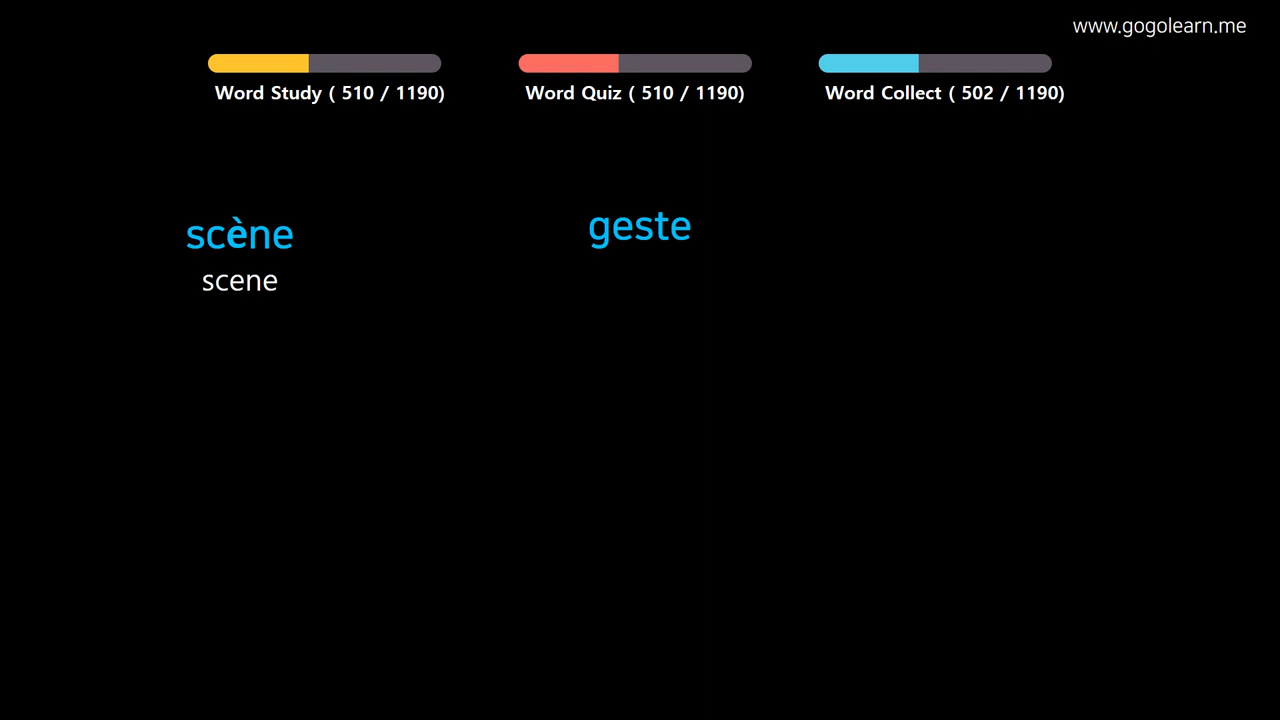 www.gogolearn.me
Word Study ( 510 / 1190)
Word Quiz ( 510 / 1190)
Word Collect ( 502 / 1190)
scène
scene
geste